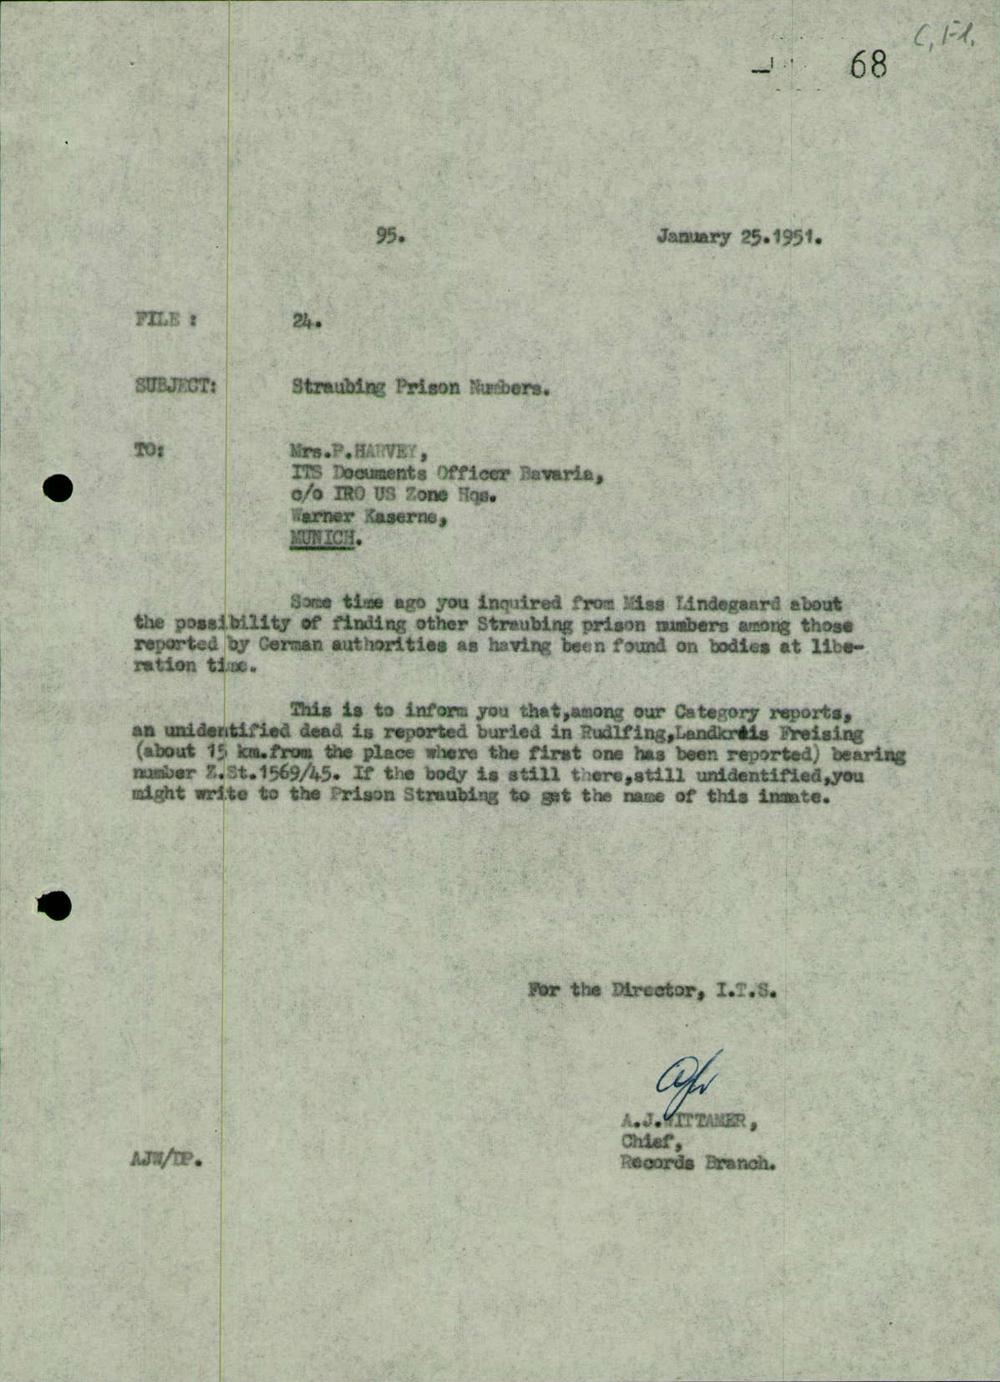 C, Fl.
68
95. January 25.1951.
FILE : 24.
SUBJECT: Straubing Prison Numbers.
TO: Mrs.P.HARVEY,
ITS Documents Officer Bavaria,
c/o IRO US Zone Hqs.
Warner Kaserne,
MUNICH.
Some time ago you inquired from Miss Lindegaard about
the possibility of finding other Straubing prison numbers among those
reported by German authorities as having been found on bodies at libe-
ration time.
This is to inform you that,among our Category reports,
an unidentified dead is reported buried in Rudlfing,Landkreis Freising
(about 15 km.from the place where the first one has been reported) bearing
number Z.St.1569/45. If the body is still there,still unidentified,you
might write to the Prison Straubing to get the name of this inmate.
For the Director, I.T.S.
A.J.WITTAMER,
Chief,
AJW/DP. Records Branch.